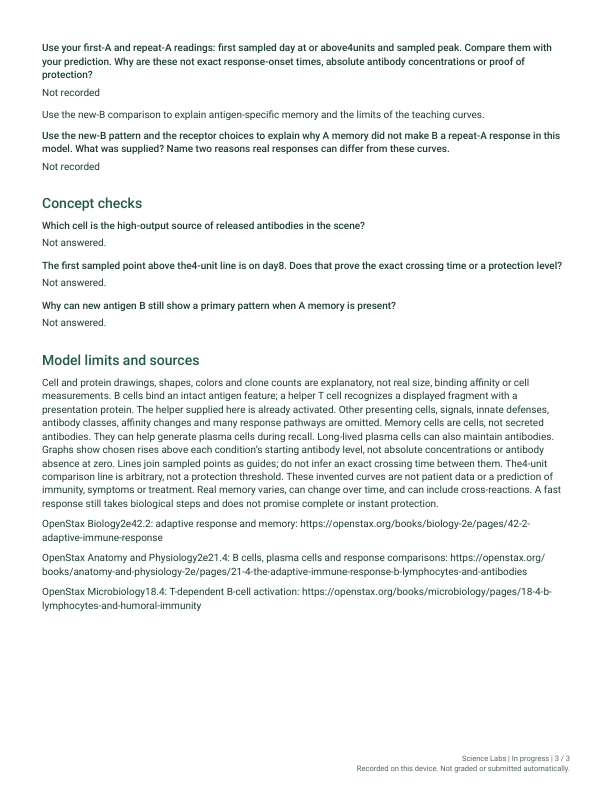 Use your first-A and repeat-A readings: first sampled day at or above4units and sampled peak. Compare them with
your prediction. Why are these not exact response-onset times, absolute antibody concentrations or proof of
protection?
Not recorded
Use the new-B comparison to explain antigen-specific memory and the limits of the teaching curves.
Use the new-B pattern and the receptor choices to explain why A memory did not make B a repeat-A response in this
model. What was supplied? Name two reasons real responses can differ from these curves.
Not recorded
Concept checks
Which cell is the high-output source of released antibodies in the scene?
Not answered.
The first sampled point above the4-unit line is on day8. Does that prove the exact crossing time or a protection level?
Not answered.
Why can new antigen B still show a primary pattern when A memory is present?
Not answered.
Model limits and sources
Cell and protein drawings, shapes, colors and clone counts are explanatory, not real size, binding affinity or cell
measurements. B cells bind an intact antigen feature; a helper T cell recognizes a displayed fragment with a
presentation protein. The helper supplied here is already activated. Other presenting cells, signals, innate defenses,
antibody classes, affinity changes and many response pathways are omitted. Memory cells are cells, not secreted
antibodies. They can help generate plasma cells during recall. Long-lived plasma cells can also maintain antibodies.
Graphs show chosen rises above each condition's starting antibody level, not absolute concentrations or antibody
absence at zero. Lines join sampled points as guides; do not infer an exact crossing time between them. The4-unit
comparison line is arbitrary, not a protection threshold. These invented curves are not patient data or a prediction of
immunity, symptoms or treatment. Real memory varies, can change over time, and can include cross-reactions. A fast
response still takes biological steps and does not promise complete or instant protection.
OpenStax Biology2e42.2: adaptive response and memory: https://openstax.org/books/biology-2e/pages/42-2-
adaptive-immune-response
OpenStax Anatomy and Physiology2e21.4: B cells, plasma cells and response comparisons: https://openstax.org/
books/anatomy-and-physiology-2e/pages/21-4-the-adaptive-immune-response-b-lymphocytes-and-antibodies
OpenStax Microbiology18.4: T-dependent B-cell activation: https://openstax.org/books/microbiology/pages/18-4-b-
lymphocytes-and-humoral-immunity
Science Labs | In progress | 3 / 3
Recorded on this device. Not graded or submitted automatically.